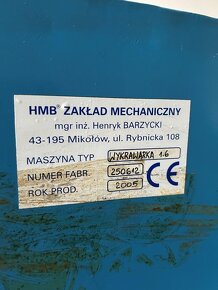 HMB® ZAKŁAD MECHANICZNY
mgr inż. Henryk BARZYCKI
43-195 Mikołów, ul. Rybnicka 108
MASZYNA TYP WYKRAWARKA 1.6
NUMER FABR. 250612
ROK PROD. 2005
CE